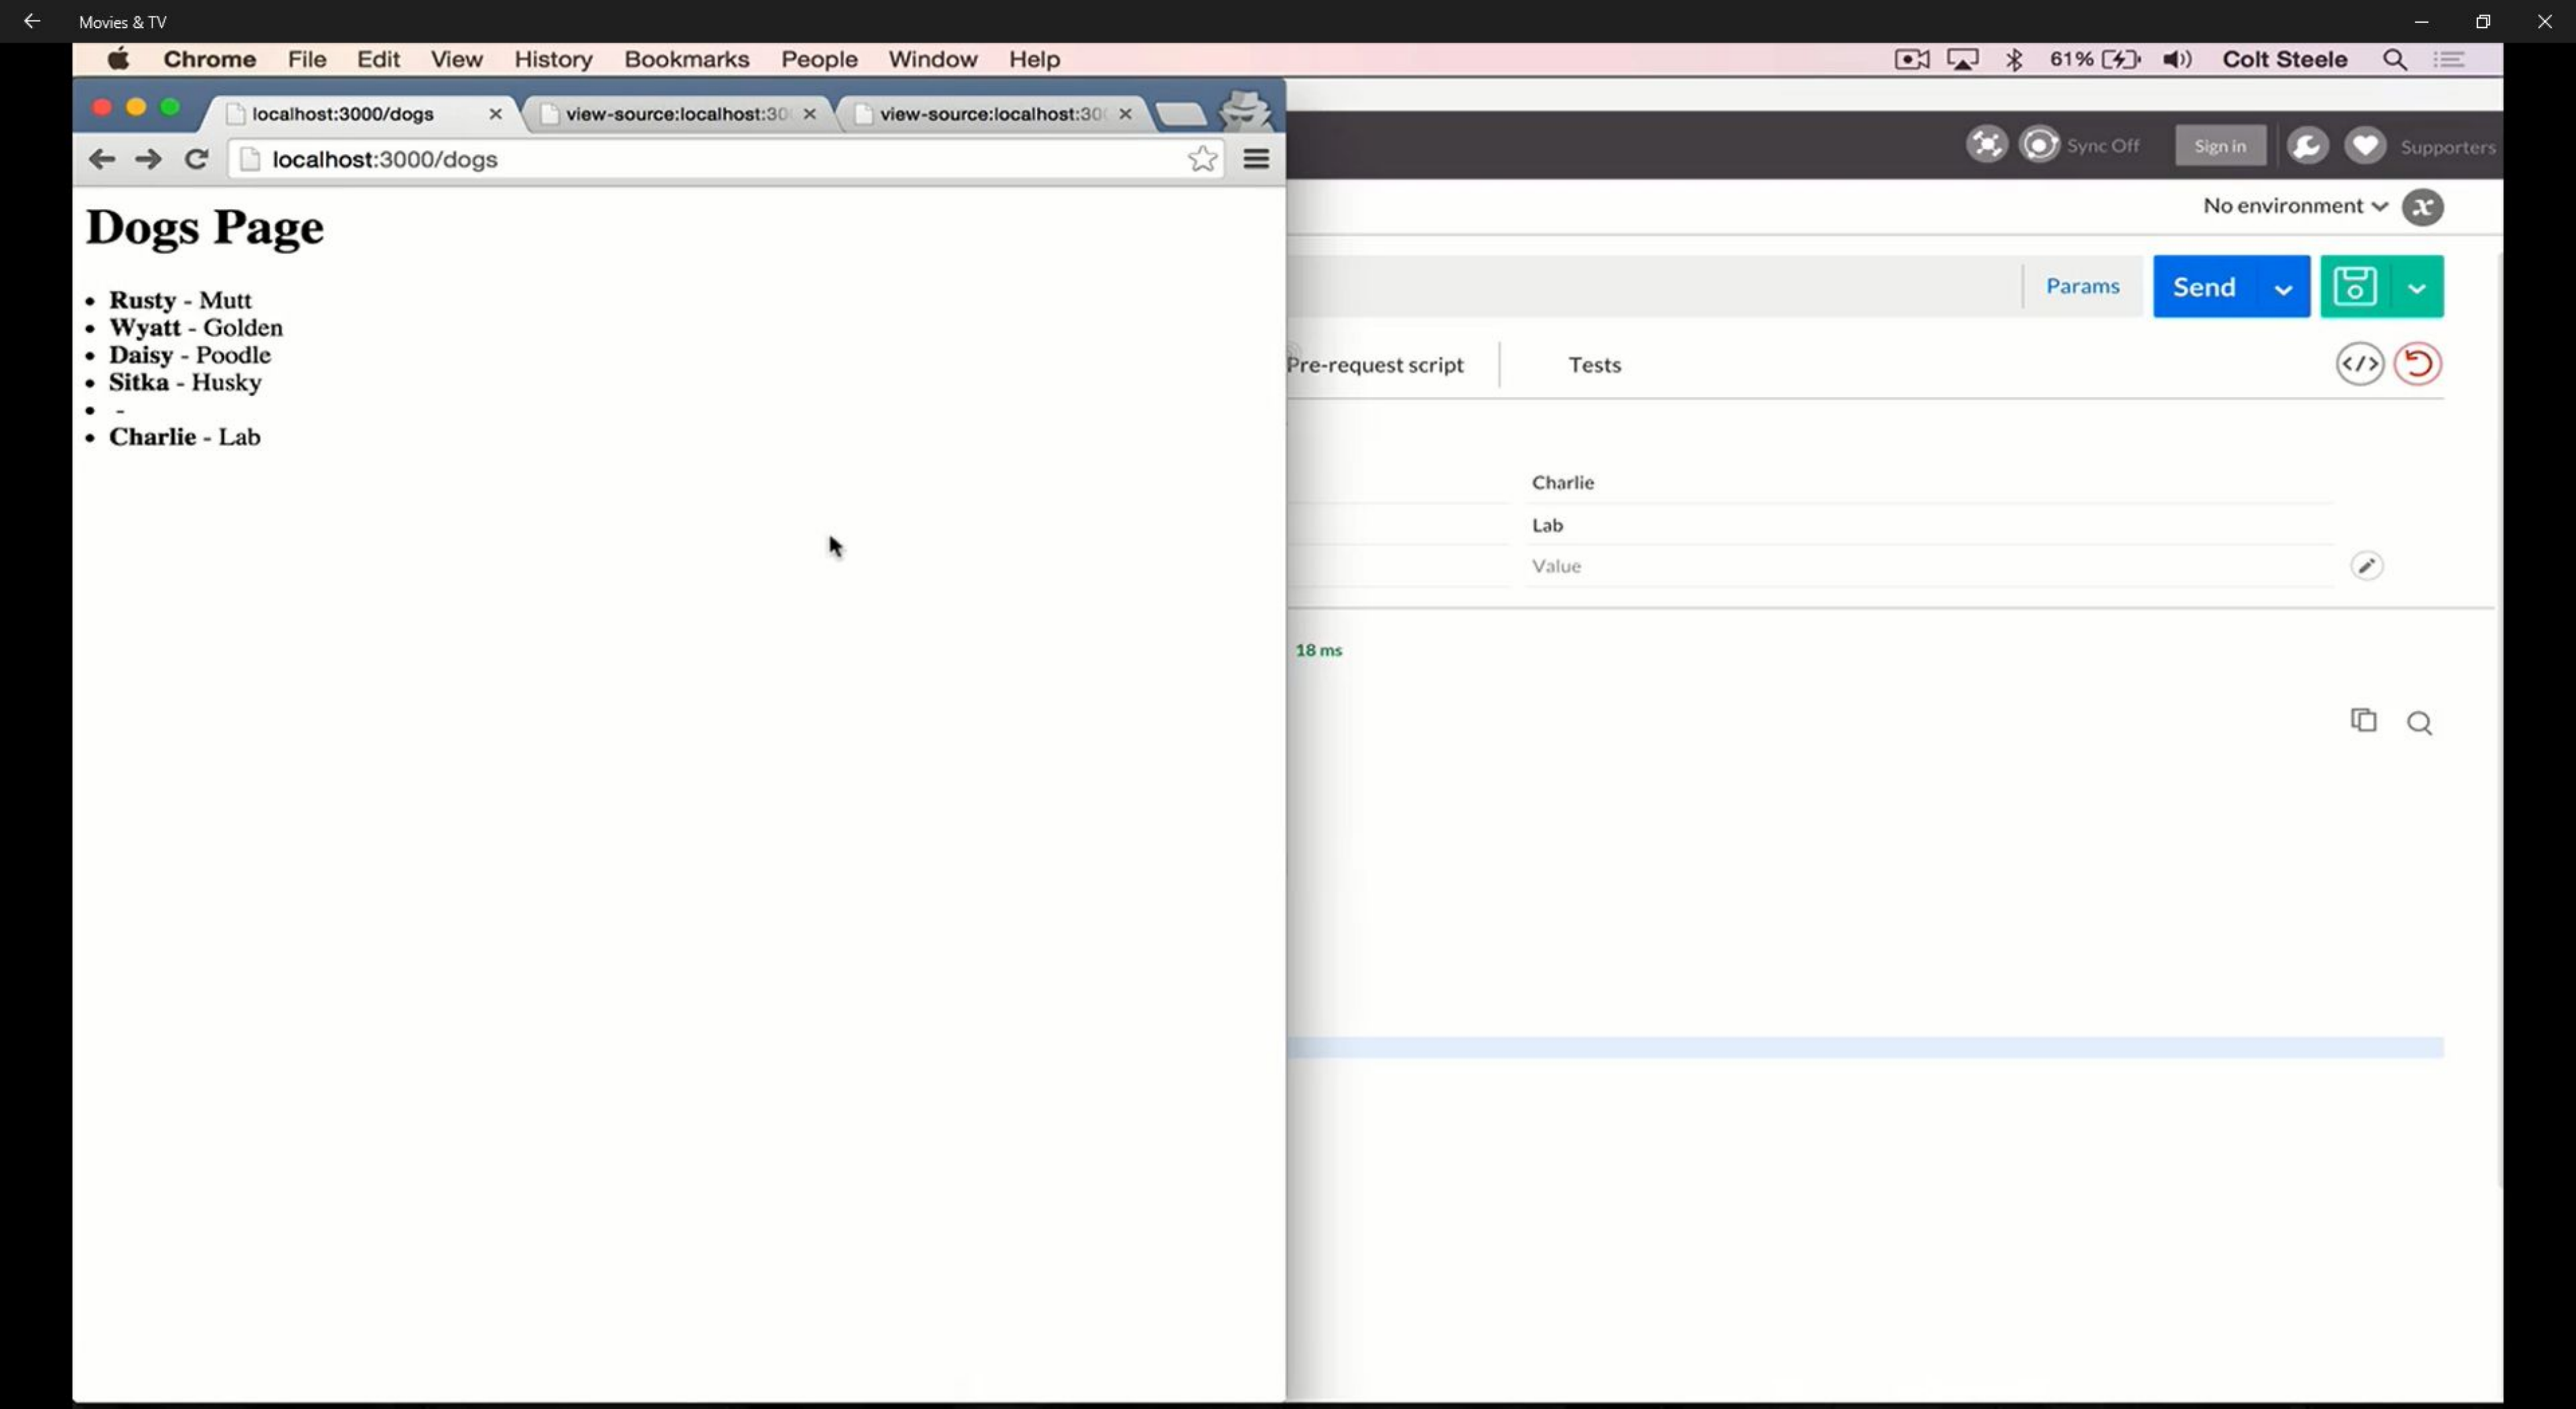 Movies & TV
Chrome File Edit View History Bookmarks People Window Help 61% Colt Steele
localhost:3000/dogs view-source:localhost:30 view-source:localhost:30
localhost:3000/dogs
Sync Off Sign in Supporters
No environment
Dogs Page
• Rusty - Mutt
• Wyatt - Golden
• Daisy - Poodle
• Sitka - Husky
• -
• Charlie - Lab
Params Send
Pre-request script Tests
Charlie
Lab
Value
18 ms